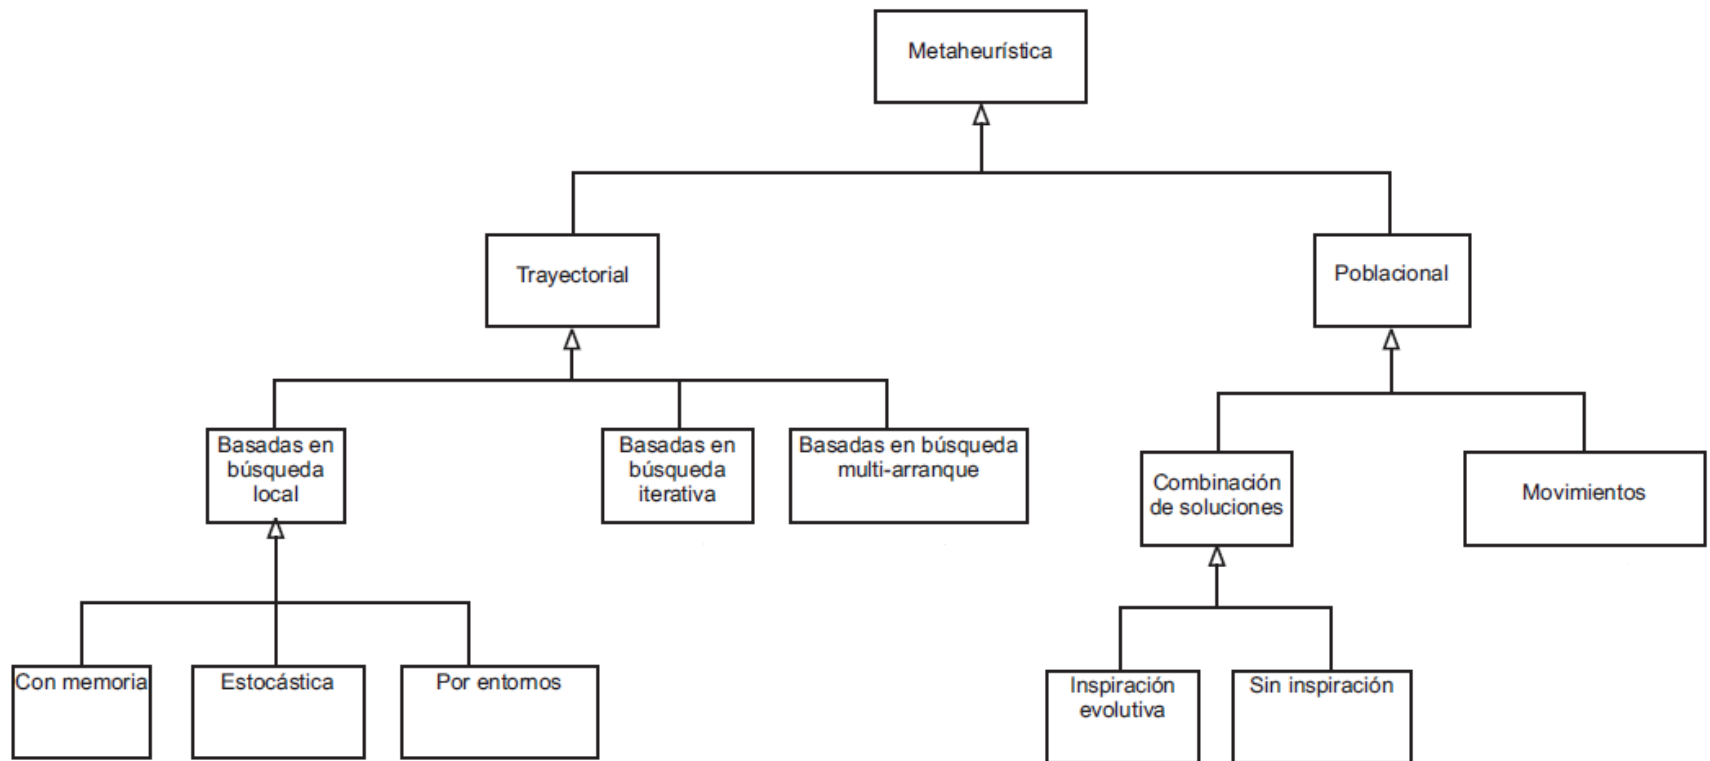 Metaheurística
Trayectorial
Poblacional
Basadas en
búsqueda
local
Basadas en
búsqueda
iterativa
Basadas en búsqueda
multi-arranque
Combinación
de soluciones
Movimientos
Con memoria
Estocástica
Por entornos
Inspiración
evolutiva
Sin inspiración